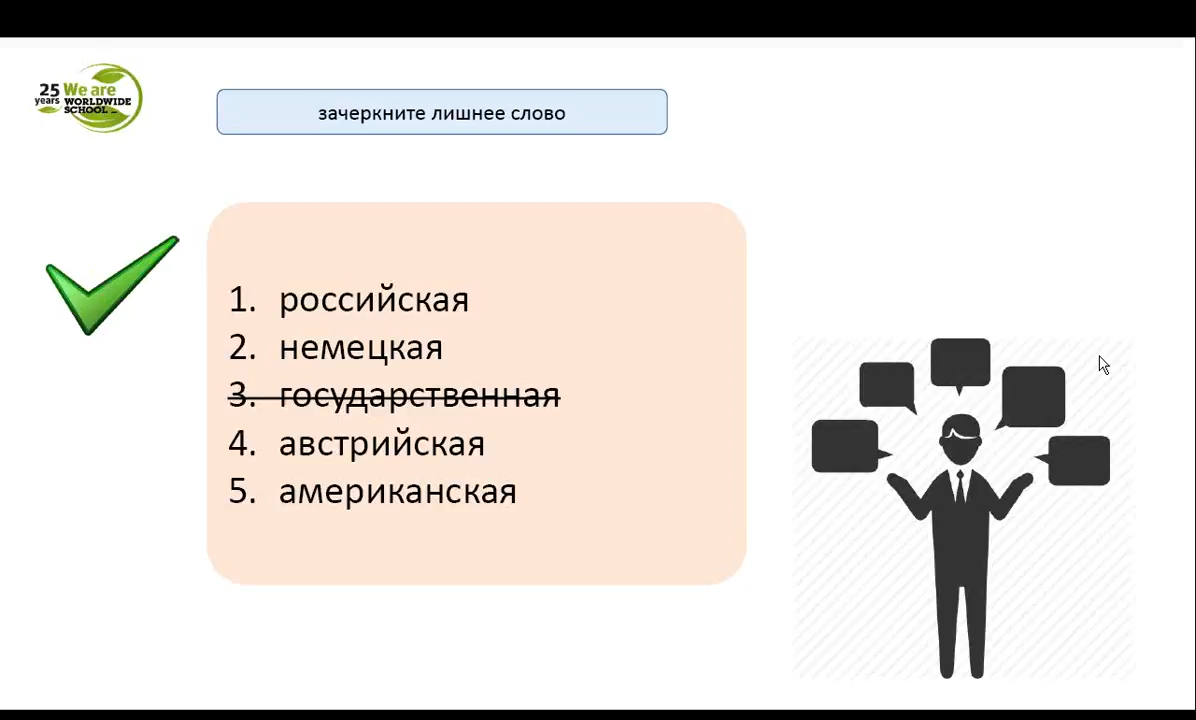 25 We are
years WORLDWIDE
SCHOOL
зачеркните лишнее слово
1. российская
2. немецкая
3. государственная
4. австрийская
5. американская